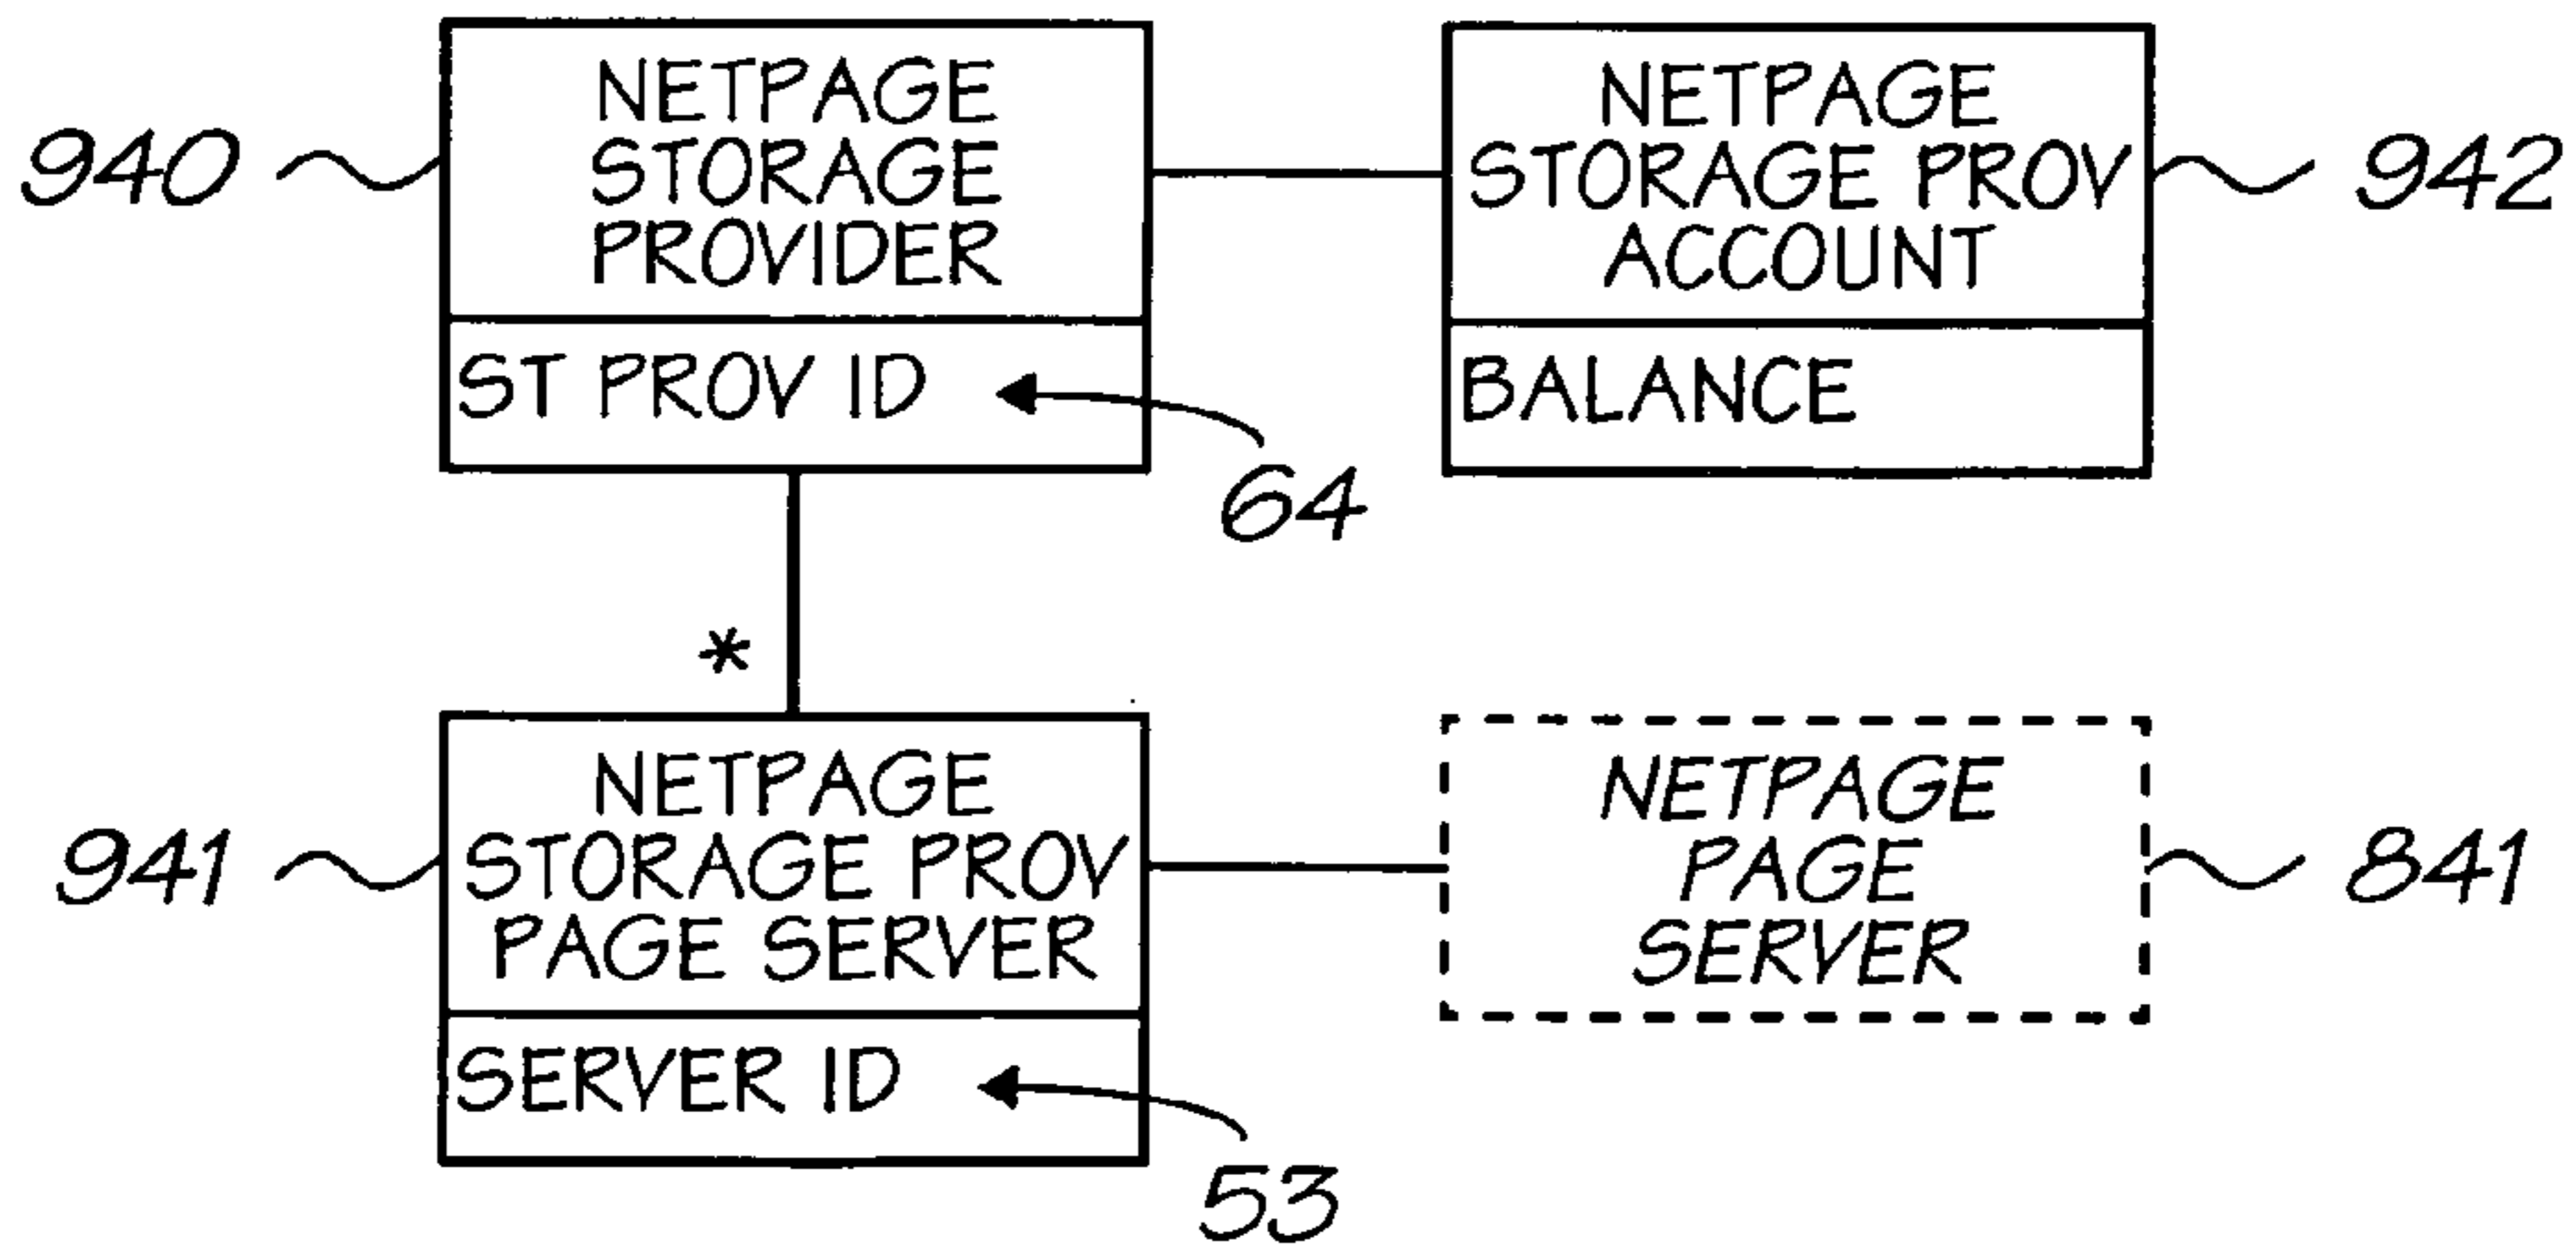 940
NETPAGE
STORAGE
PROVIDER
ST PROV ID
64
NETPAGE
STORAGE PROV
ACCOUNT
BALANCE
942
*
941
NETPAGE
STORAGE PROV
PAGE SERVER
SERVER ID
53
NETPAGE
PAGE
SERVER
841